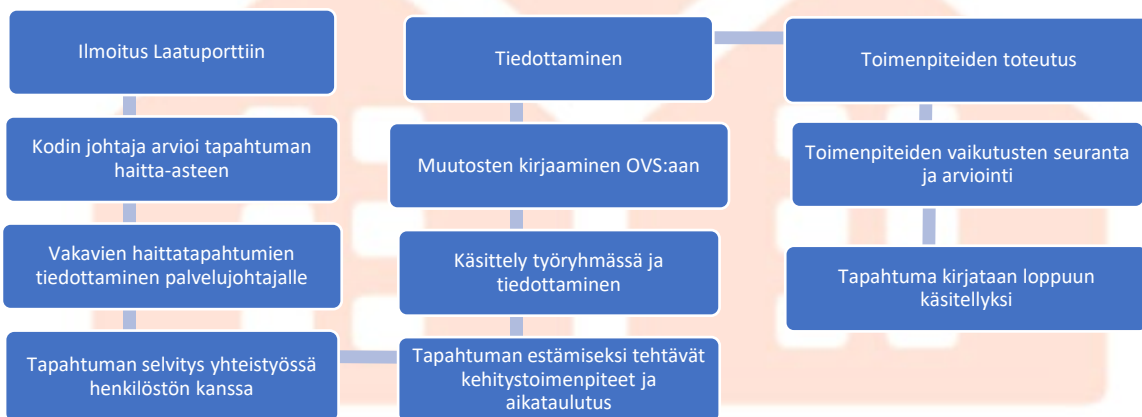 Ilmoitus Laatuporttiin
Kodin johtaja arvioi tapahtuman
haitta-asteen
Vakavien haittatapahtumien
tiedottaminen palvelujohtajalle
Tapahtuman selvitys yhteistyössä
henkilöstön kanssa
Tapahtuman estämiseksi tehtävät
kehitystoimenpiteet ja
aikataulutus
Käsittely työryhmässä ja
tiedottaminen
Muutosten kirjaaminen OVS:aan
Tiedottaminen
Toimenpiteiden toteutus
Toimenpiteiden vaikutusten seuranta
ja arviointi
Tapahtuma kirjataan loppuun
käsitellyksi